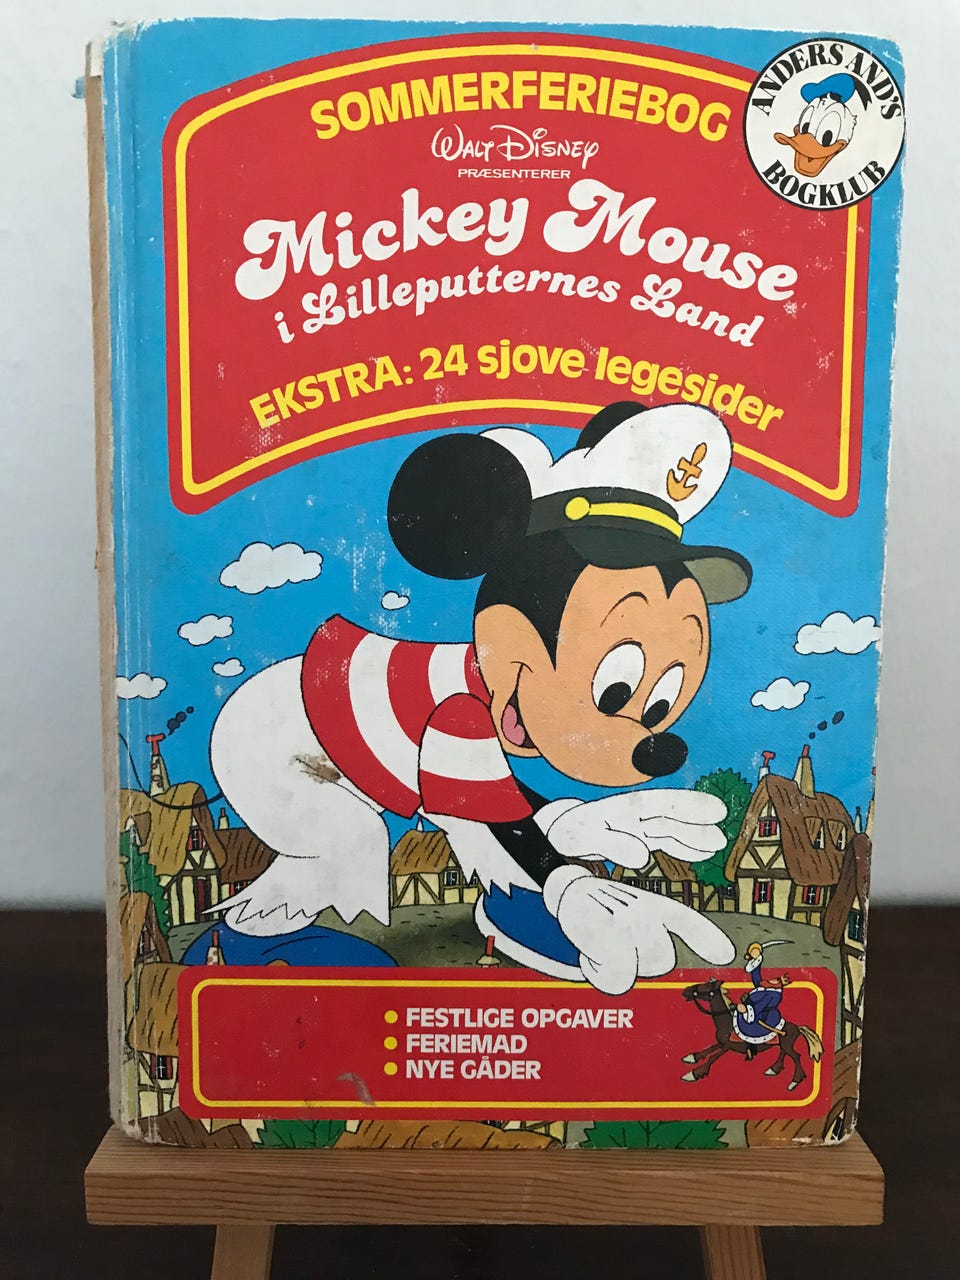 SOMMERFERIEBOG
WALT DISNEY
PRÆSENTERER
Mickey Mouse
i Lilleputternes Land
EKSTRA: 24 sjove legesider
ANDERS AND'S
BOGKLUB
• FESTLIGE OPGAVER
• FERIEMAD
• NYE GÅDER